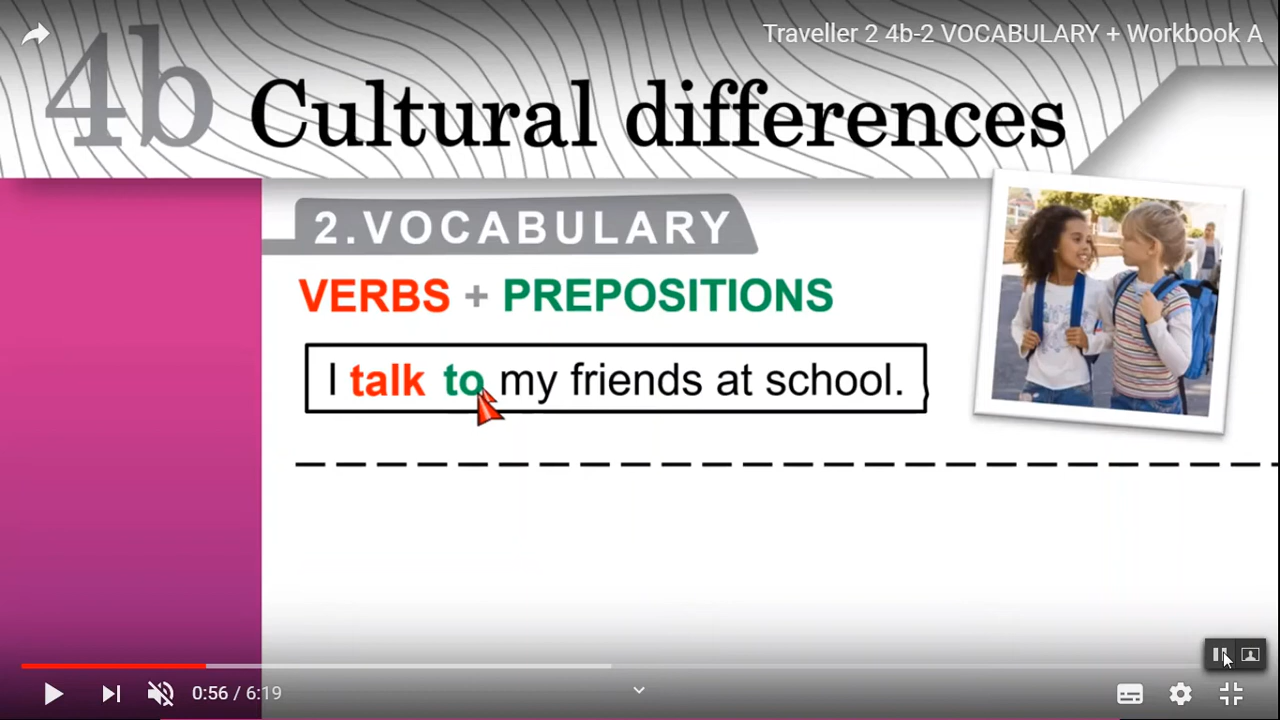 Traveller 2 4b-2 VOCABULARY + Workbook A
4b Cultural differences
2.VOCABULARY
VERBS + PREPOSITIONS
I talk to my friends at school.
0:56 / 6:19